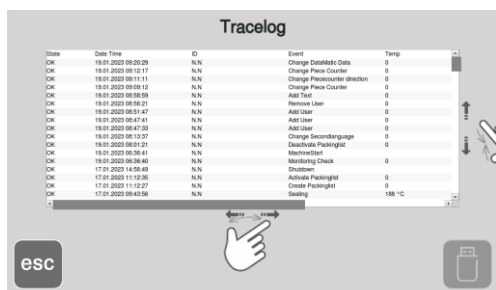 Tracelog
State Date Time ID Event Temp
OK 19.01.2023 09:20:29 N.N Change DataMatic Data 0
OK 19.01.2023 09:12:17 N.N Change Piece Counter 0
OK 19.01.2023 09:11:11 N.N Change Piececounter direction 0
OK 19.01.2023 09:09:12 N.N Change Piece Counter 0
OK 19.01.2023 08:58:59 N.N Add Text 0
OK 19.01.2023 08:56:21 N.N Remove User 0
OK 19.01.2023 08:51:47 N.N Add User 0
OK 19.01.2023 08:47:41 N.N Add User 0
OK 19.01.2023 08:47:33 N.N Add User 0
OK 19.01.2023 08:13:37 N.N Change Secondlanguage 0
OK 19.01.2023 08:01:21 N.N Deactivate Packinglist 0
OK 19.01.2023 06:36:41 N.N MachineStart
OK 19.01.2023 06:36:40 N.N Monitoring Check 0
OK 17.01.2023 14:56:49 N.N Shutdown
OK 17.01.2023 11:12:35 N.N Activate Packinglist 0
OK 17.01.2023 11:12:27 N.N Create Packinglist 0
OK 17.01.2023 09:43:56 N.N Sealing 188 °C
esc